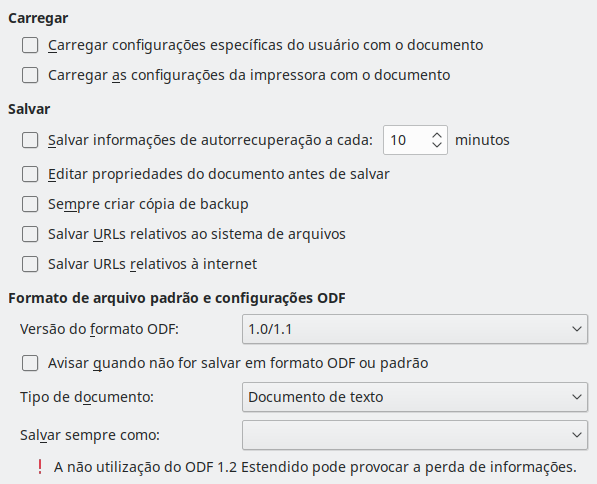 Carregar
Carregar configurações específicas do usuário com o documento
Carregar as configurações da impressora com o documento
Salvar
Salvar informações de autorrecuperação a cada: 10 minutos
Editar propriedades do documento antes de salvar
Sempre criar cópia de backup
Salvar URLs relativos ao sistema de arquivos
Salvar URLs relativos à internet
Formato de arquivo padrão e configurações ODF
Versão do formato ODF: 1.0/1.1
Avisar quando não for salvar em formato ODF ou padrão
Tipo de documento: Documento de texto
Salvar sempre como:
! A não utilização do ODF 1.2 Estendido pode provocar a perda de informações.